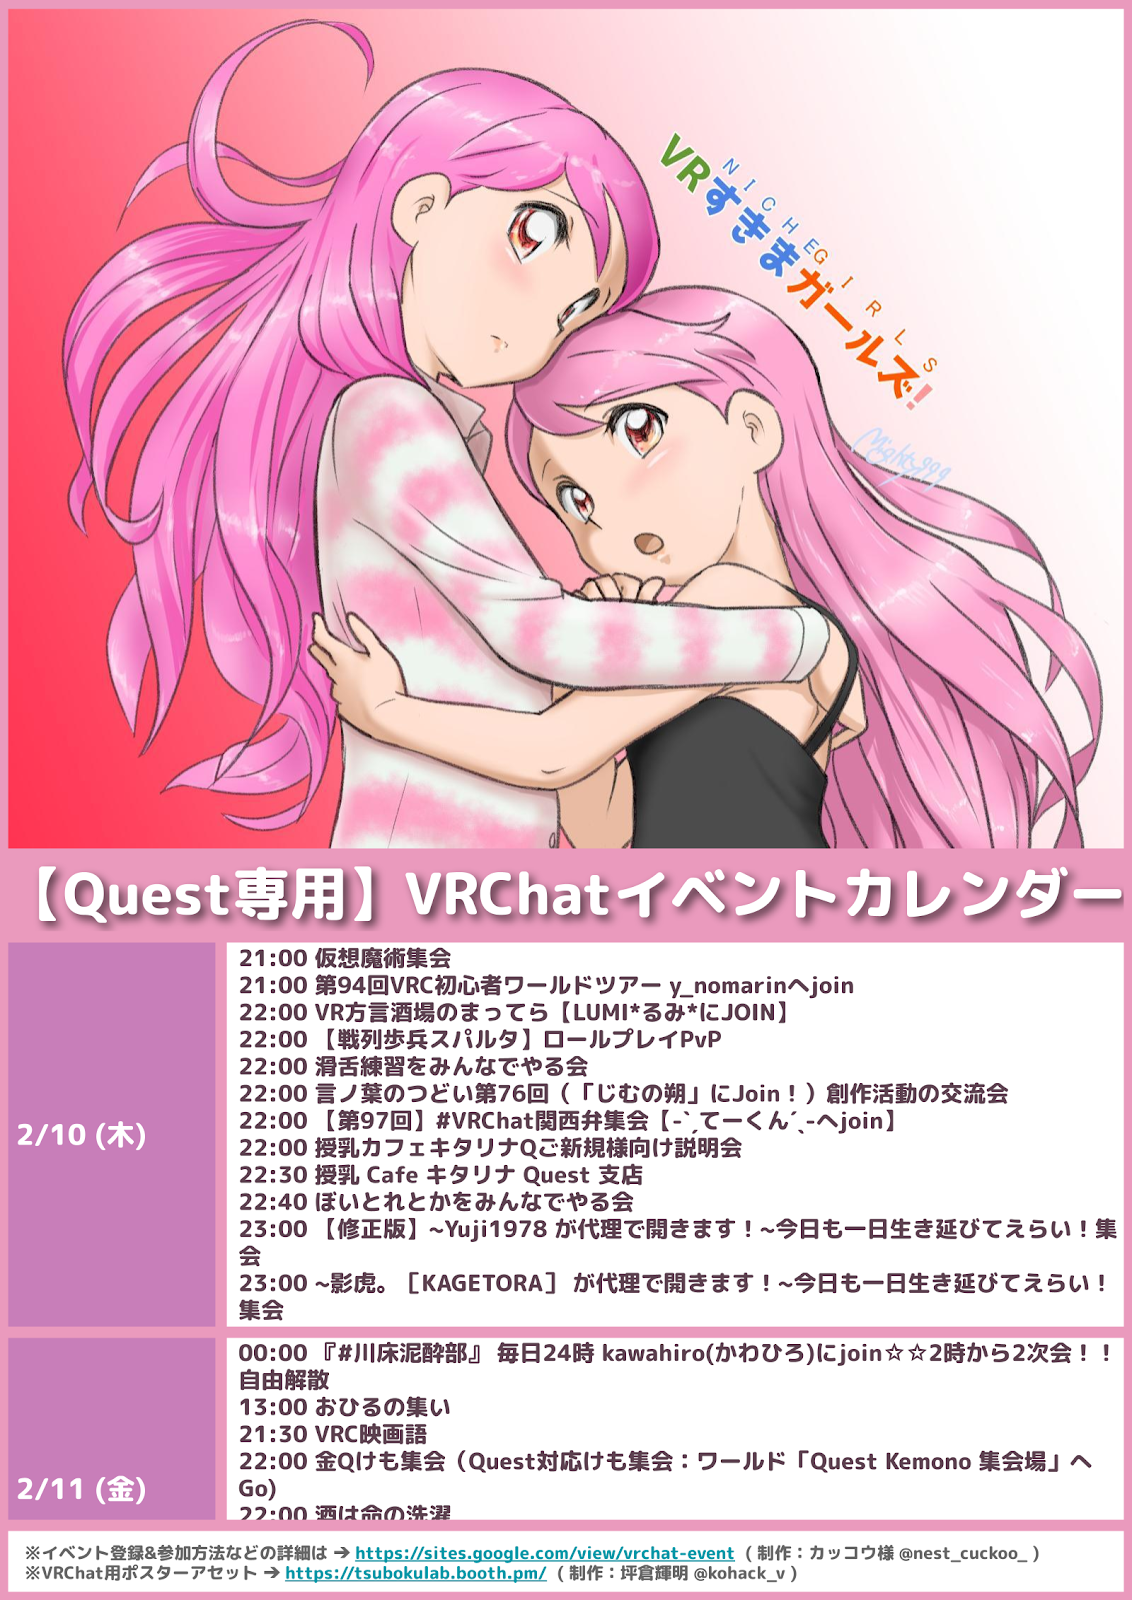 NICHEGIRLS
VRすきまガールズ!
Mighty999
【Quest専用】VRChatイベントカレンダー
2/10 (木)
21:00 仮想魔術集会
21:00 第94回VRC初心者ワールドツアー y_nomarinへjoin
22:00 VR方言酒場のまってら【LUMI*るみ*にJOIN】
22:00 【戦列歩兵スパルタ】ロールプレイPvP
22:00 滑舌練習をみんなでやる会
22:00 言ノ葉のつどい第76回（「じむの朔」にJoin！）創作活動の交流会
22:00 【第97回】#VRChat関西弁集会【-`ˏてーくん´ˎ-へjoin】
22:00 授乳カフェキタリナQご新規様向け説明会
22:30 授乳 Cafe キタリナ Quest 支店
22:40 ぼいとれとかをみんなでやる会
23:00 【修正版】~Yuji1978 が代理で開きます！~今日も一日生き延びてえらい！集
会
23:00 ~影虎。［KAGETORA］ が代理で開きます！~今日も一日生き延びてえらい！
集会
2/11 (金)
00:00 『#川床泥酔部』 毎日24時 kawahiro(かわひろ)にjoin☆☆2時から2次会！！
自由解散
13:00 おひるの集い
21:30 VRC映画語
22:00 金Qけも集会（Quest対応けも集会：ワールド「Quest Kemono 集会場」へ
Go)
22:00 酒は命の洗濯
※イベント登録&参加方法などの詳細は → https://sites.google.com/view/vrchat-event ( 制作：カッコウ様 @nest_cuckoo_ )
※VRChat用ポスターアセット → https://tsubokulab.booth.pm/ ( 制作：坪倉輝明 @kohack_v )